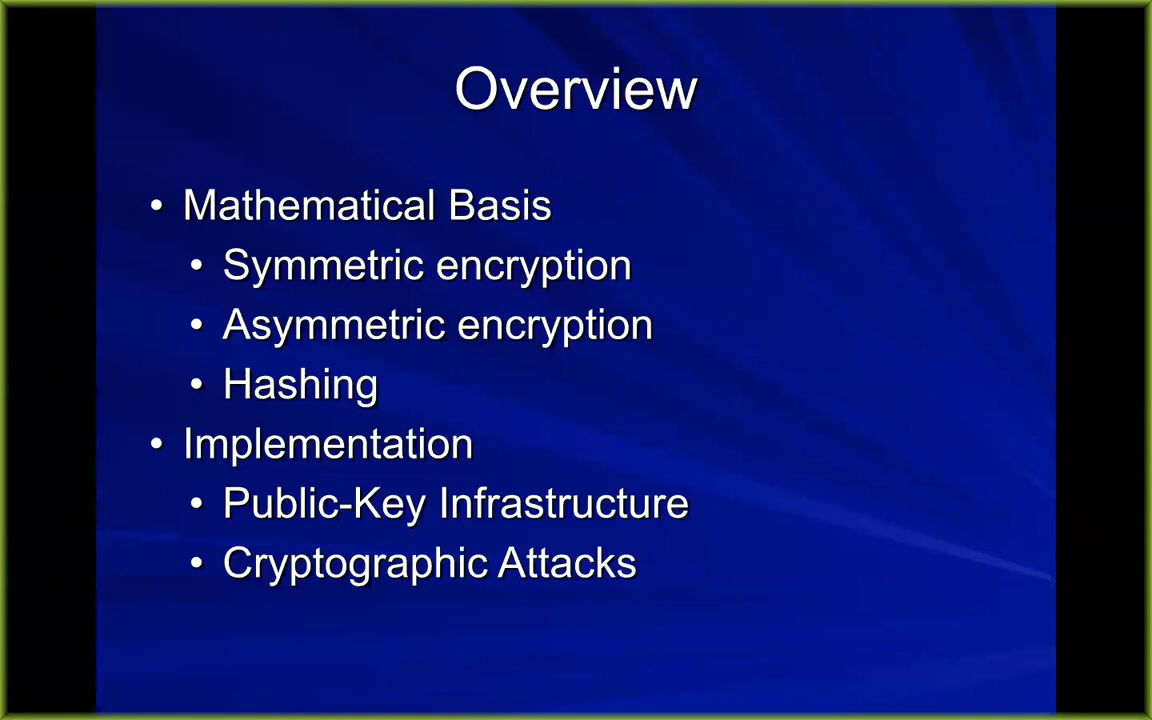 Overview
• Mathematical Basis
• Symmetric encryption
• Asymmetric encryption
• Hashing
• Implementation
• Public-Key Infrastructure
• Cryptographic Attacks